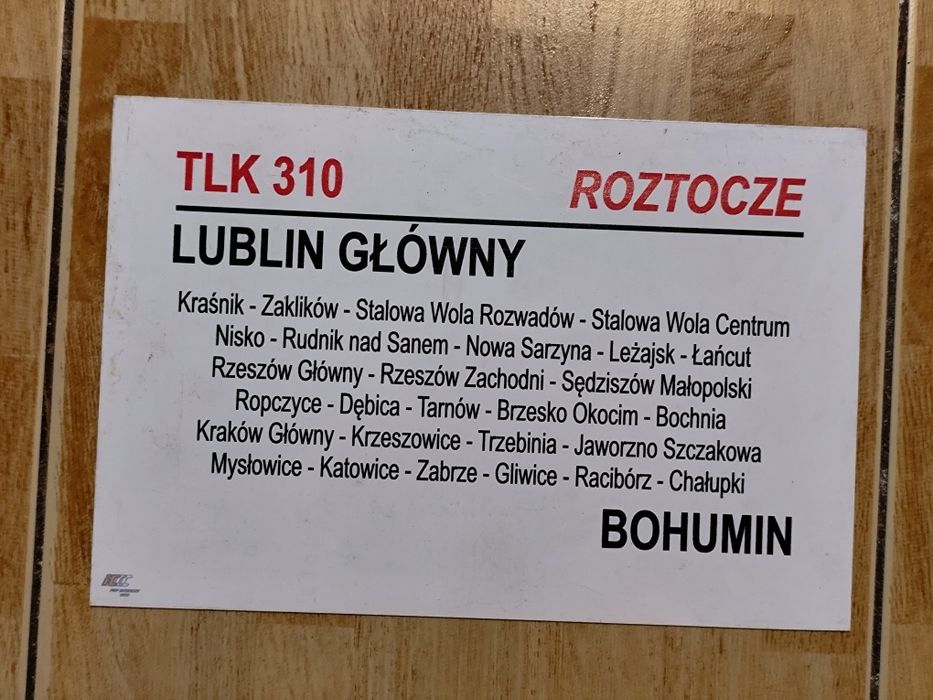 TLK 310 ROZTOCZE
LUBLIN GŁÓWNY
Kraśnik - Zaklików - Stalowa Wola Rozwadów - Stalowa Wola Centrum
Nisko - Rudnik nad Sanem - Nowa Sarzyna - Leżajsk - Łańcut
Rzeszów Główny - Rzeszów Zachodni - Sędziszów Małopolski
Ropczyce - Dębica - Tarnów - Brzesko Okocim - Bochnia
Kraków Główny - Krzeszowice - Trzebinia - Jaworzno Szczakowa
Mysłowice - Katowice - Zabrze - Gliwice - Racibórz - Chałupki
BOHUMIN